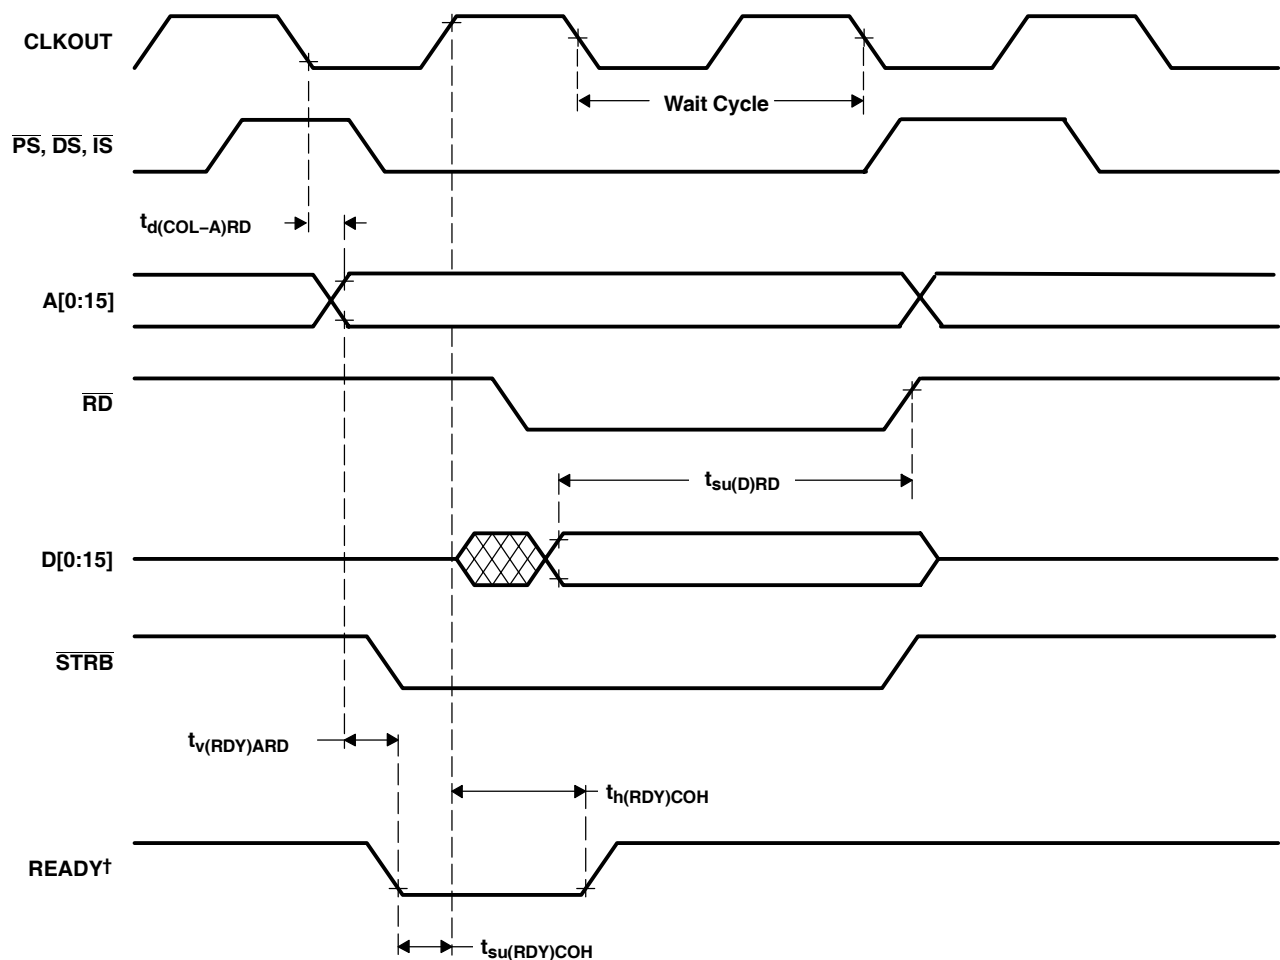 CLKOUT
Wait Cycle
PS, DS, IS
td(COL−A)RD
A[0:15]
RD
tsu(D)RD
D[0:15]
STRB
tv(RDY)ARD
th(RDY)COH
READY†
tsu(RDY)COH